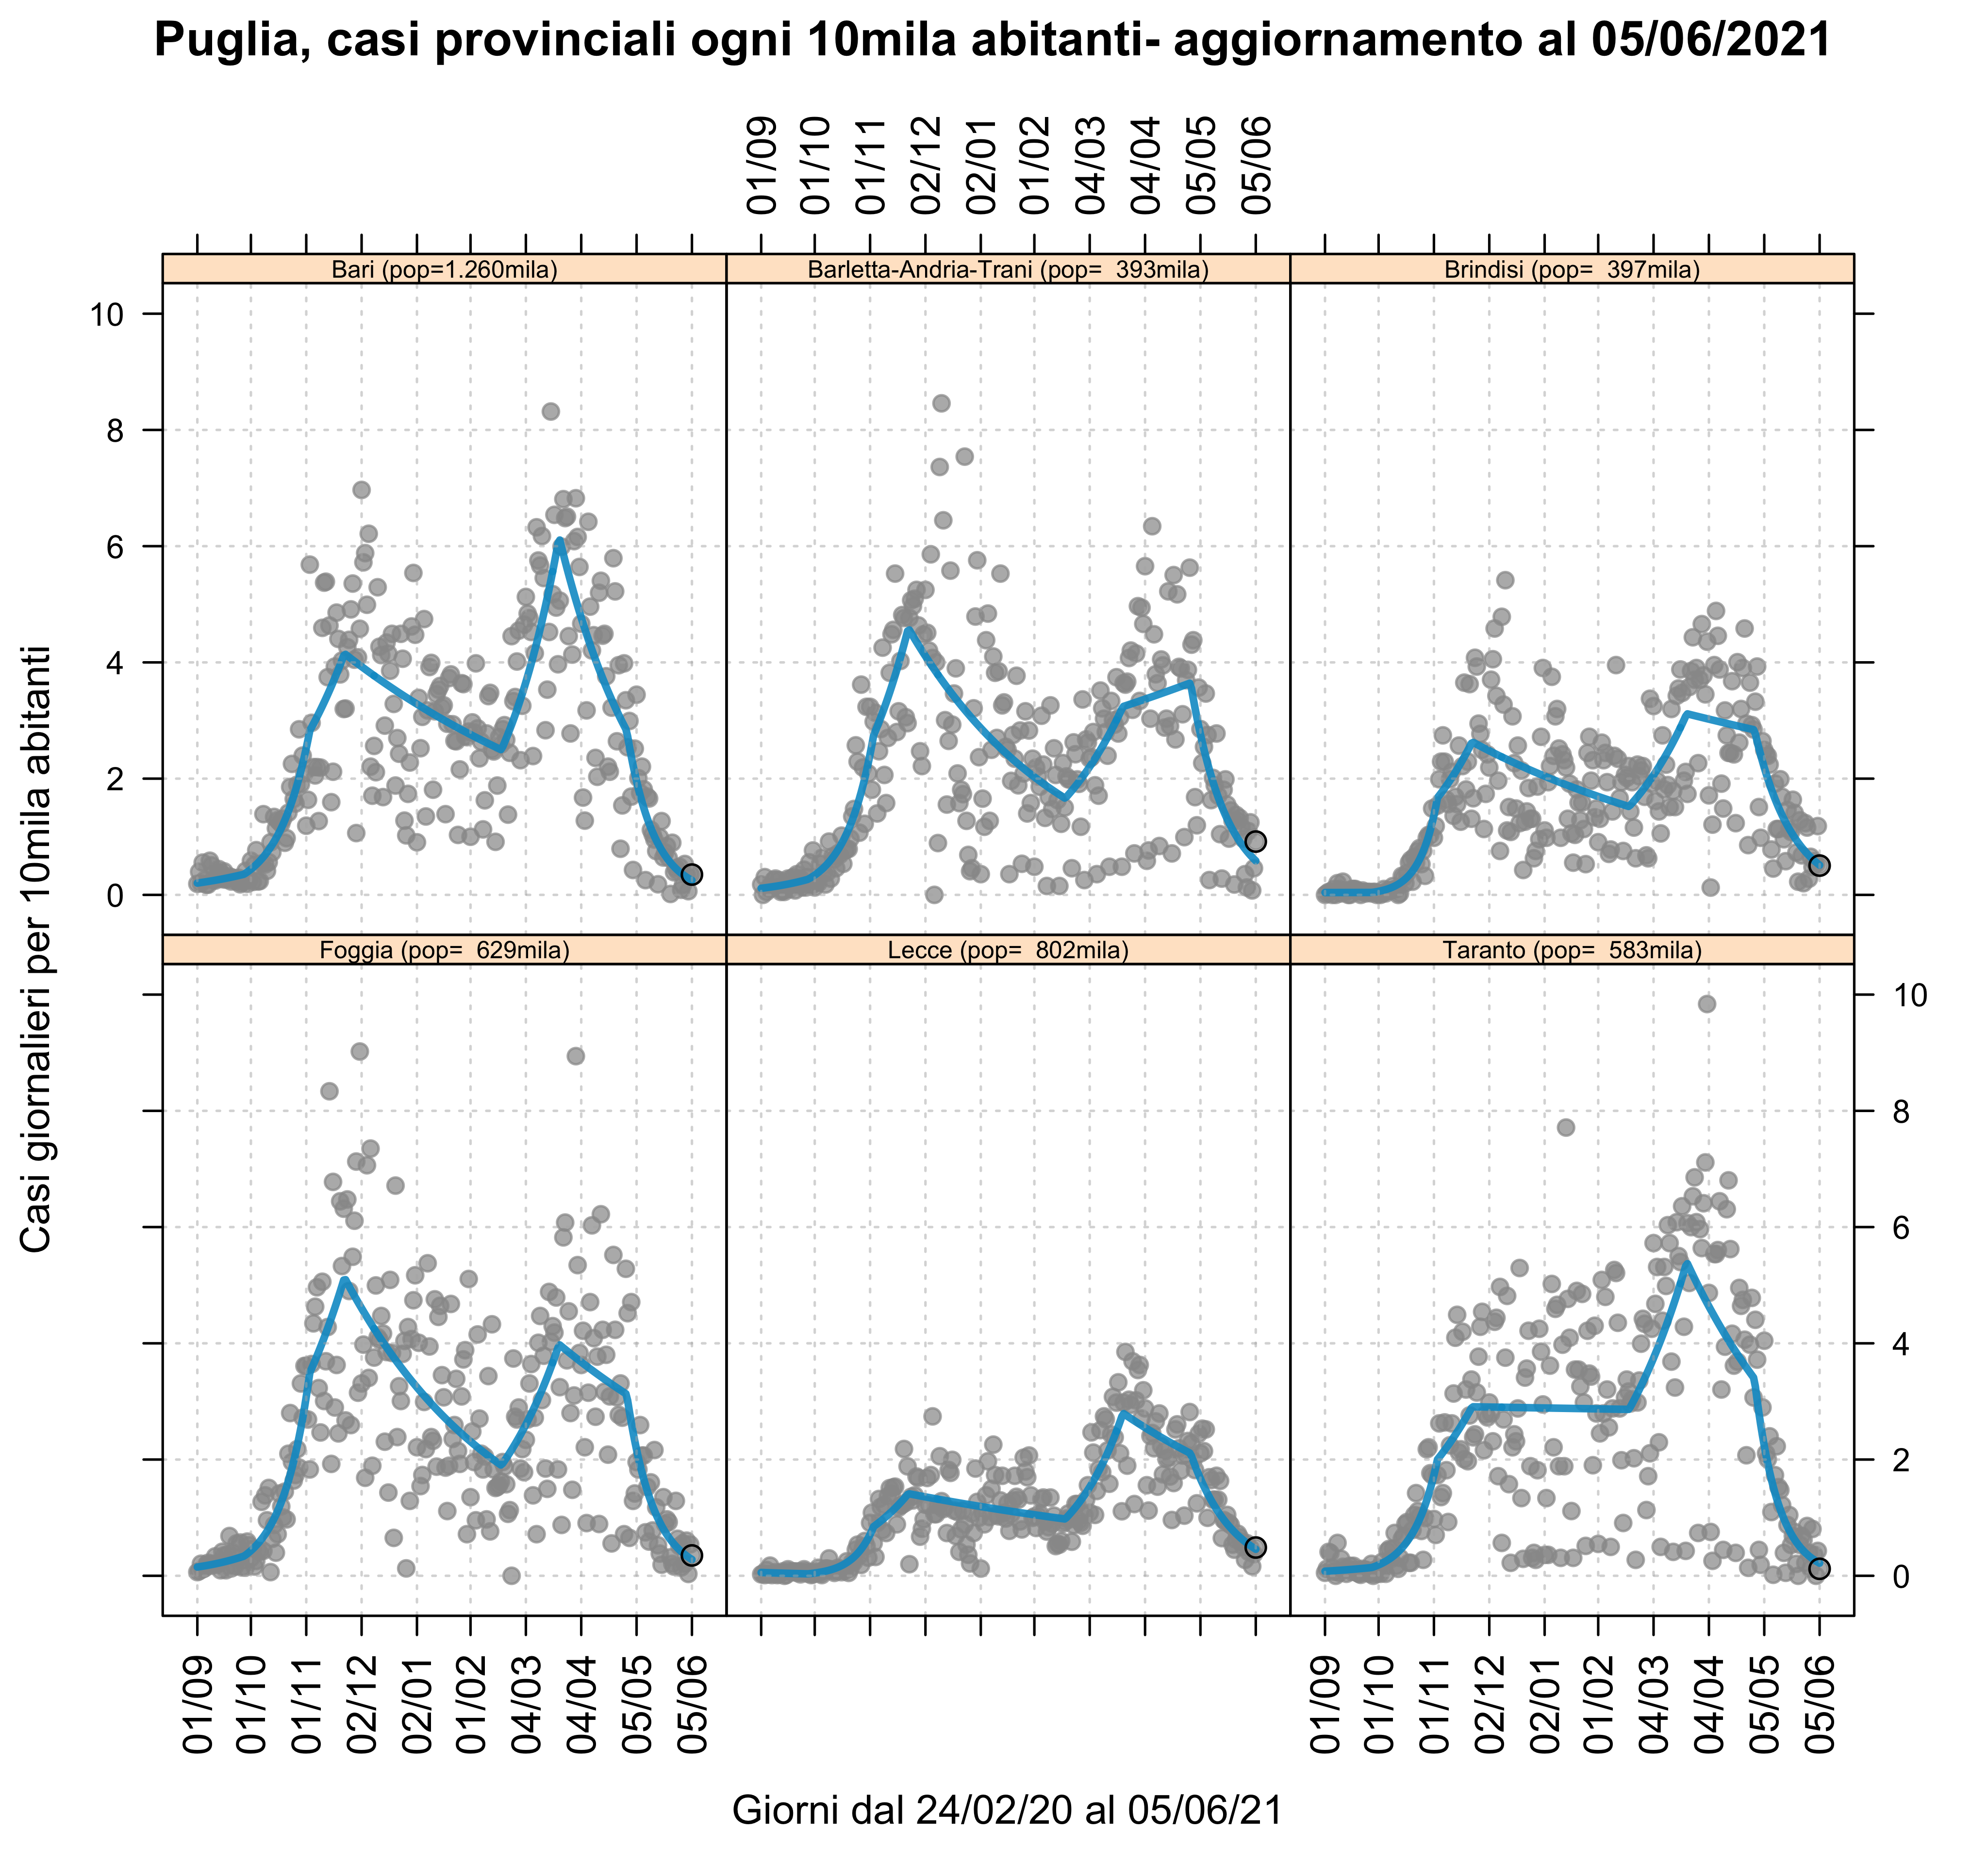 Puglia, casi provinciali ogni 10mila abitanti- aggiornamento al 05/06/2021
01/09 01/10 01/11 02/12 02/01 01/02 04/03 04/04 05/05 05/06
Bari (pop=1.260mila)
Barletta-Andria-Trani (pop=  393mila)
Brindisi (pop=  397mila)
10
8
6
4
2
0
Casi giornalieri per 10mila abitanti
Foggia (pop=  629mila)
Lecce (pop=  802mila)
Taranto (pop=  583mila)
10
8
6
4
2
0
01/09 01/10 01/11 02/12 02/01 01/02 04/03 04/04 05/05 05/06
01/09 01/10 01/11 02/12 02/01 01/02 04/03 04/04 05/05 05/06
Giorni dal 24/02/20 al 05/06/21